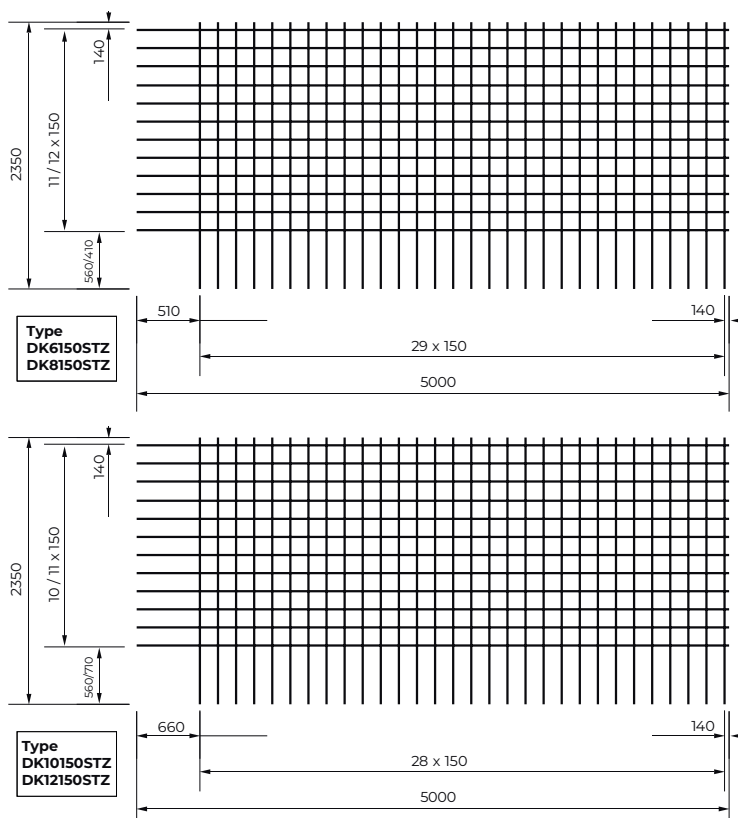 140
2350
11 / 12 x 150
560/410
510
140
29 x 150
5000
Type
DK6150STZ
DK8150STZ
140
2350
10 / 11 x 150
560/710
660
140
28 x 150
5000
Type
DK10150STZ
DK12150STZ